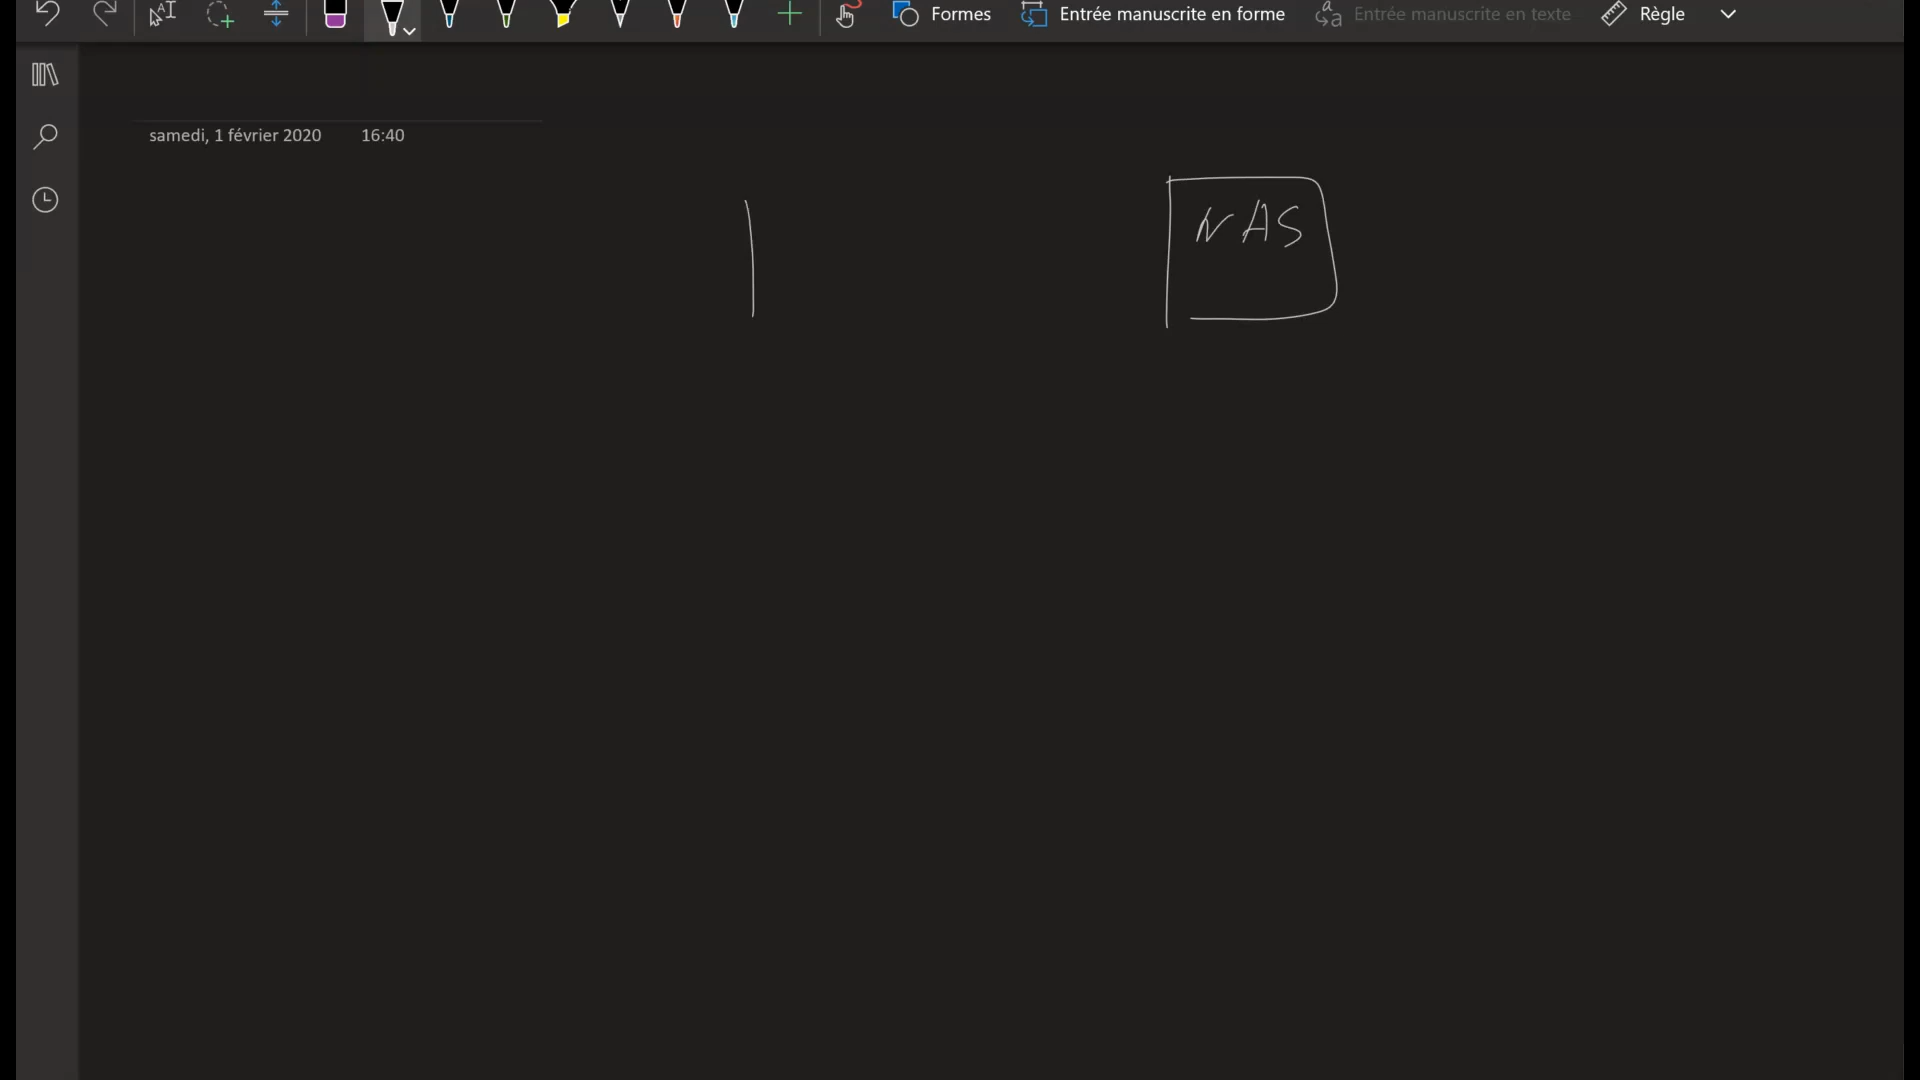 Formes Entrée manuscrite en forme Entrée manuscrite en texte Règle
samedi, 1 février 2020 16:40
NAS